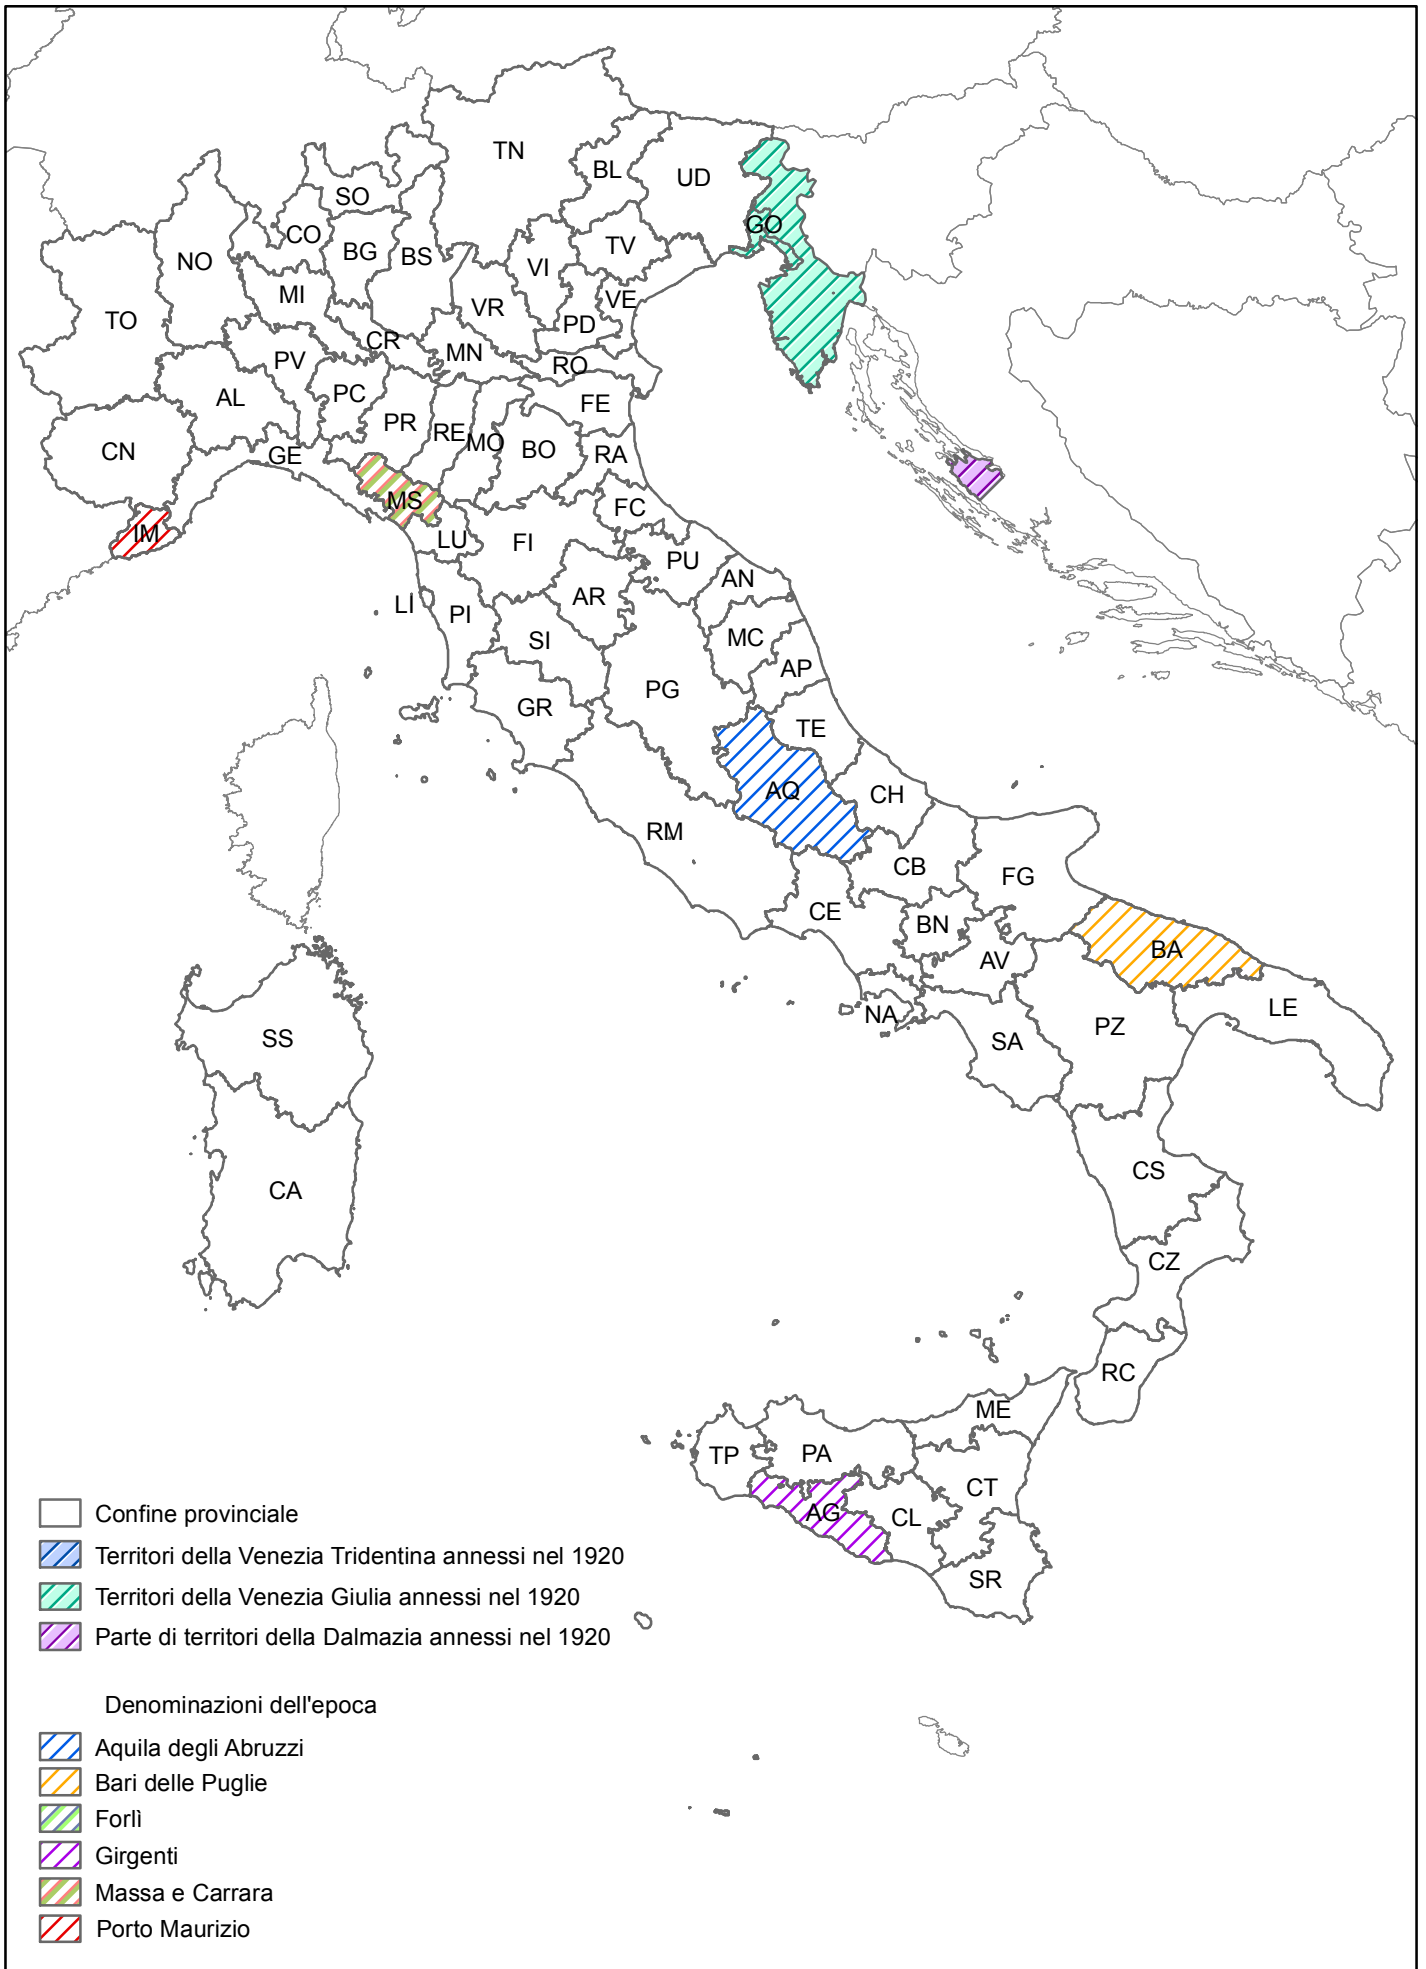 TN
BL
UD
SO
GO
CO
BG
BS
TV
NO
VI
MI
VE
VR
TO
PD
CR
MN
PV
RO
PC
AL
FE
PR
RE
MO
BO
CN
GE
RA
MS
FC
IM
LU
FI
PU
AN
LI
PI
AR
SI
MC
AP
PG
GR
TE
AQ
CH
RM
CB
FG
CE
BN
BA
AV
NA
LE
SS
SA
PZ
CS
CA
CZ
RC
ME
TP
PA
CT
AG
CL
SR
Confine provinciale
Territori della Venezia Tridentina annessi nel 1920
Territori della Venezia Giulia annessi nel 1920
Parte di territori della Dalmazia annessi nel 1920
Denominazioni dell'epoca
Aquila degli Abruzzi
Bari delle Puglie
Forlì
Girgenti
Massa e Carrara
Porto Maurizio